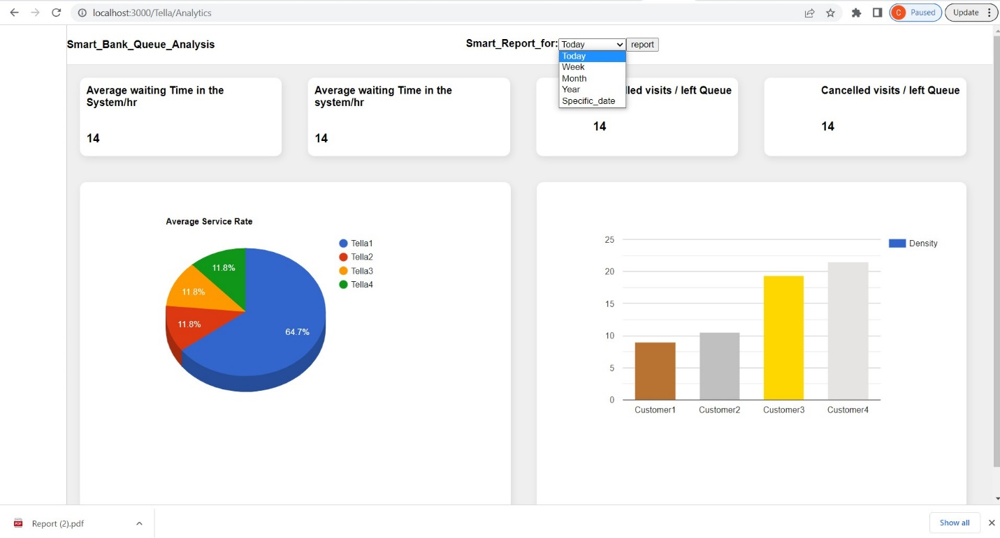 localhost:3000/Tella/Analytics
C Paused
Update
Smart_Bank_Queue_Analysis
Smart_Report_for: Today report
Today
Week
Month
Year
Specific_date
Average waiting Time in the
System/hr
14
Average waiting Time in the
system/hr
14
led visits / left Queue
14
Cancelled visits / left Queue
14
Average Service Rate
Tella1
Tella2
Tella3
Tella4
11.8%
11.8%
11.8%
64.7%
25
20
15
10
5
0
Density
Customer1 Customer2 Customer3 Customer4
PDF Report (2).pdf
Show all